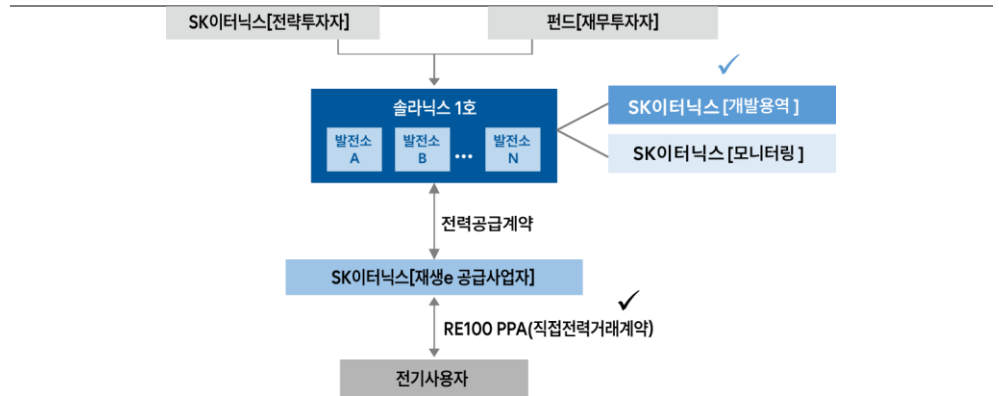 SK이터닉스[전략투자자]
펀드[재무투자자]
솔라닉스 1호
발전소
A
발전소
B
...
발전소
N
SK이터닉스 [개발용역]
SK이터닉스 [모니터링]
전력공급계약
SK이터닉스[재생e 공급사업자]
RE100 PPA(직접전력거래계약)
전기사용자